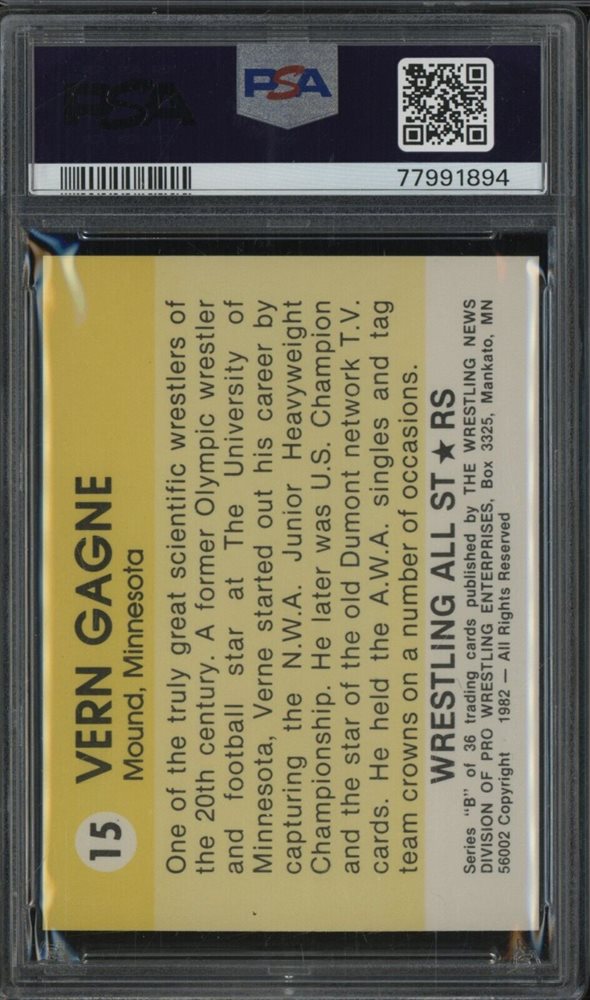 PSA
PSA
77991894
15
VERN GAGNE
Mound, Minnesota
One of the truly great scientific wrestlers of
the 20th century. A former Olympic wrestler
and football star at The University of
Minnesota, Verne started out his career by
capturing the N.W.A. Junior Heavyweight
Championship. He later was U.S. Champion
and the star of the old Dumont network T.V.
cards. He held the A.W.A. singles and tag
team crowns on a number of occasions.
WRESTLING ALL ST★RS
Series "B" of 36 trading cards published by THE WRESTLING NEWS
DIVISION OF PRO WRESTLING ENTERPRISES, Box 3325, Mankato, MN
56002 Copyright 1982 — All Rights Reserved